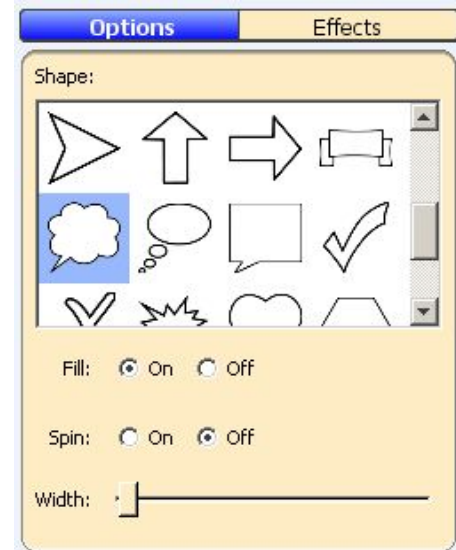 Options Effects
Shape:
Fill: On Off
Spin: On Off
Width: